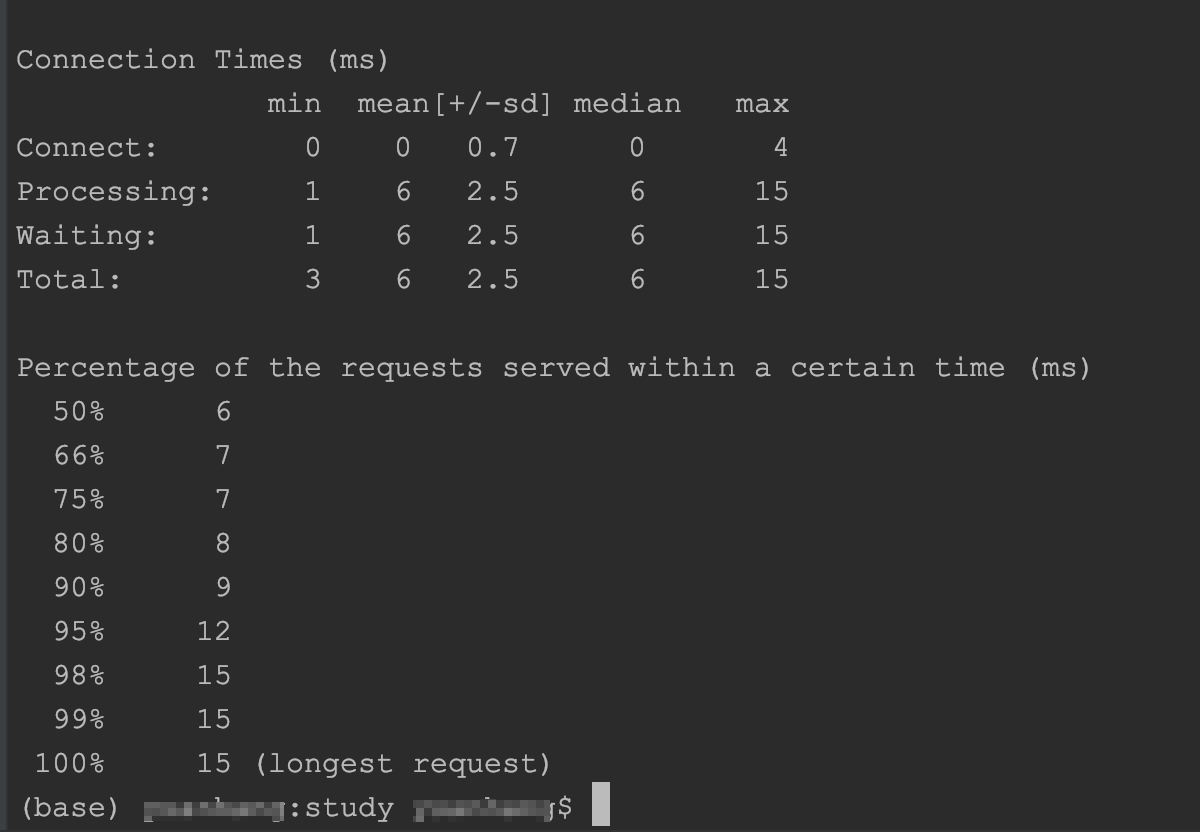 Connection Times (ms)
              min  mean[+/-sd] median   max
Connect:        0    0   0.7      0       4
Processing:     1    6   2.5      6      15
Waiting:        1    6   2.5      6      15
Total:          3    6   2.5      6      15
Percentage of the requests served within a certain time (ms)
  50%      6
  66%      7
  75%      7
  80%      8
  90%      9
  95%     12
  98%     15
  99%     15
 100%     15 (longest request)
(base) :study $